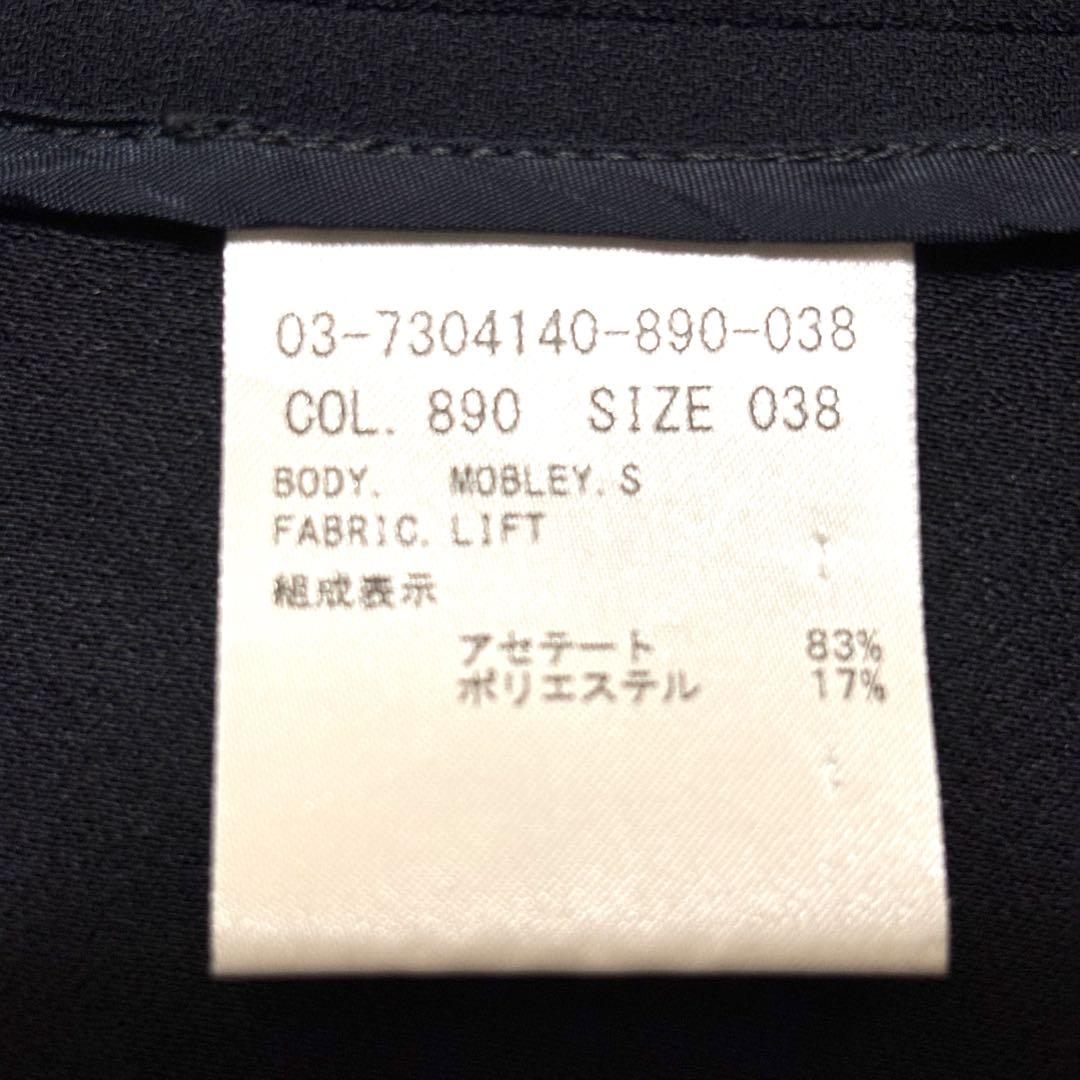 03-7304140-890-038
COL. 890 SIZE 038
BODY. MOBLEY. S
FABRIC. LIFT
組成表示
アセテート 83%
ポリエステル 17%